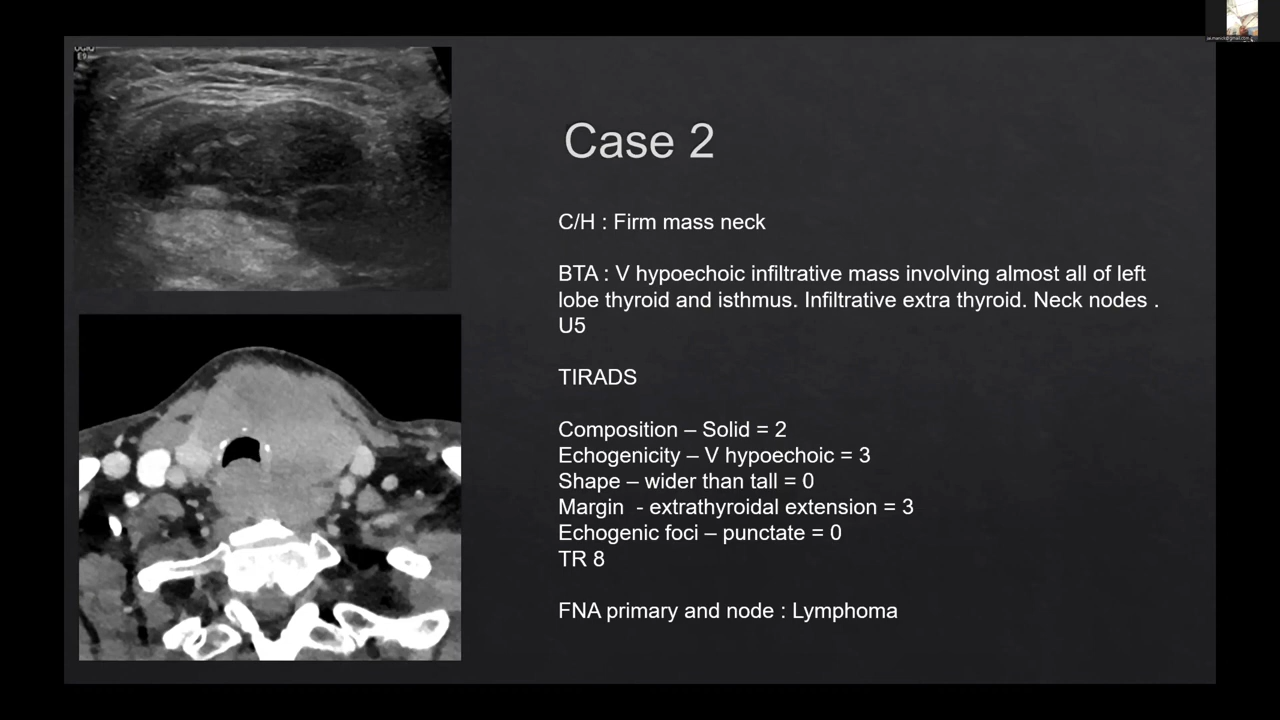 E9
Case 2
C/H : Firm mass neck
BTA : V hypoechoic infiltrative mass involving almost all of left
lobe thyroid and isthmus. Infiltrative extra thyroid. Neck nodes .
U5
TIRADS
Composition – Solid = 2
Echogenicity – V hypoechoic = 3
Shape – wider than tall = 0
Margin  - extrathyroidal extension = 3
Echogenic foci – punctate = 0
TR 8
FNA primary and node : Lymphoma